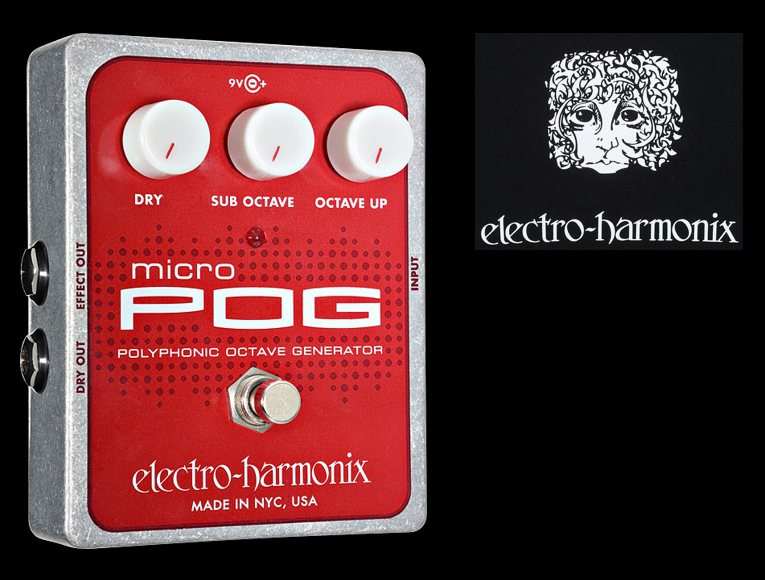 9V +
DRY
SUB OCTAVE
OCTAVE UP
EFFECT OUT
INPUT
DRY OUT
micro
POG
POLYPHONIC OCTAVE GENERATOR
electro-harmonix
MADE IN NYC, USA
electro-harmonix